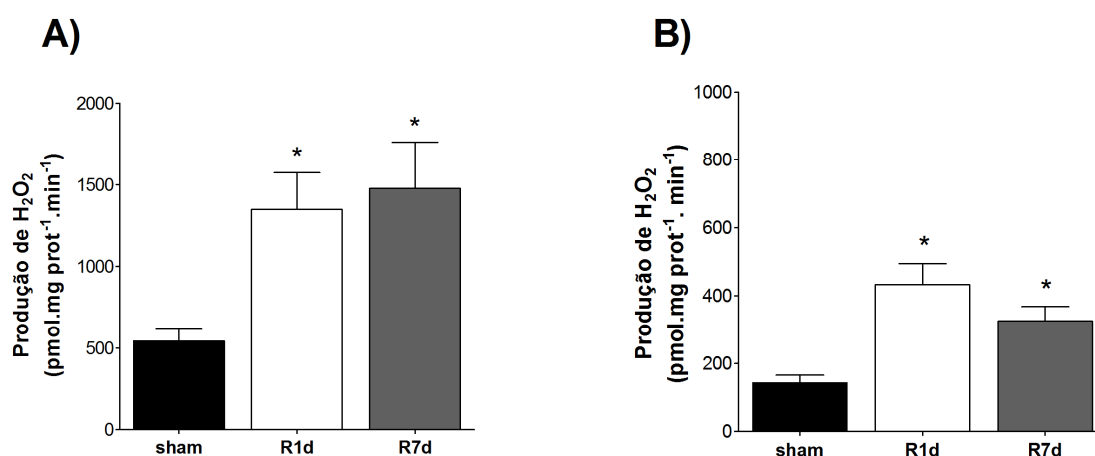 A)
Produção de H₂O₂
(pmol.mg prot⁻¹.min⁻¹)
2000
1500
1000
500
0
*
*
sham
R1d
R7d
B)
Produção de H₂O₂
(pmol.mg prot⁻¹. min⁻¹)
1000
800
600
400
200
0
*
*
sham
R1d
R7d